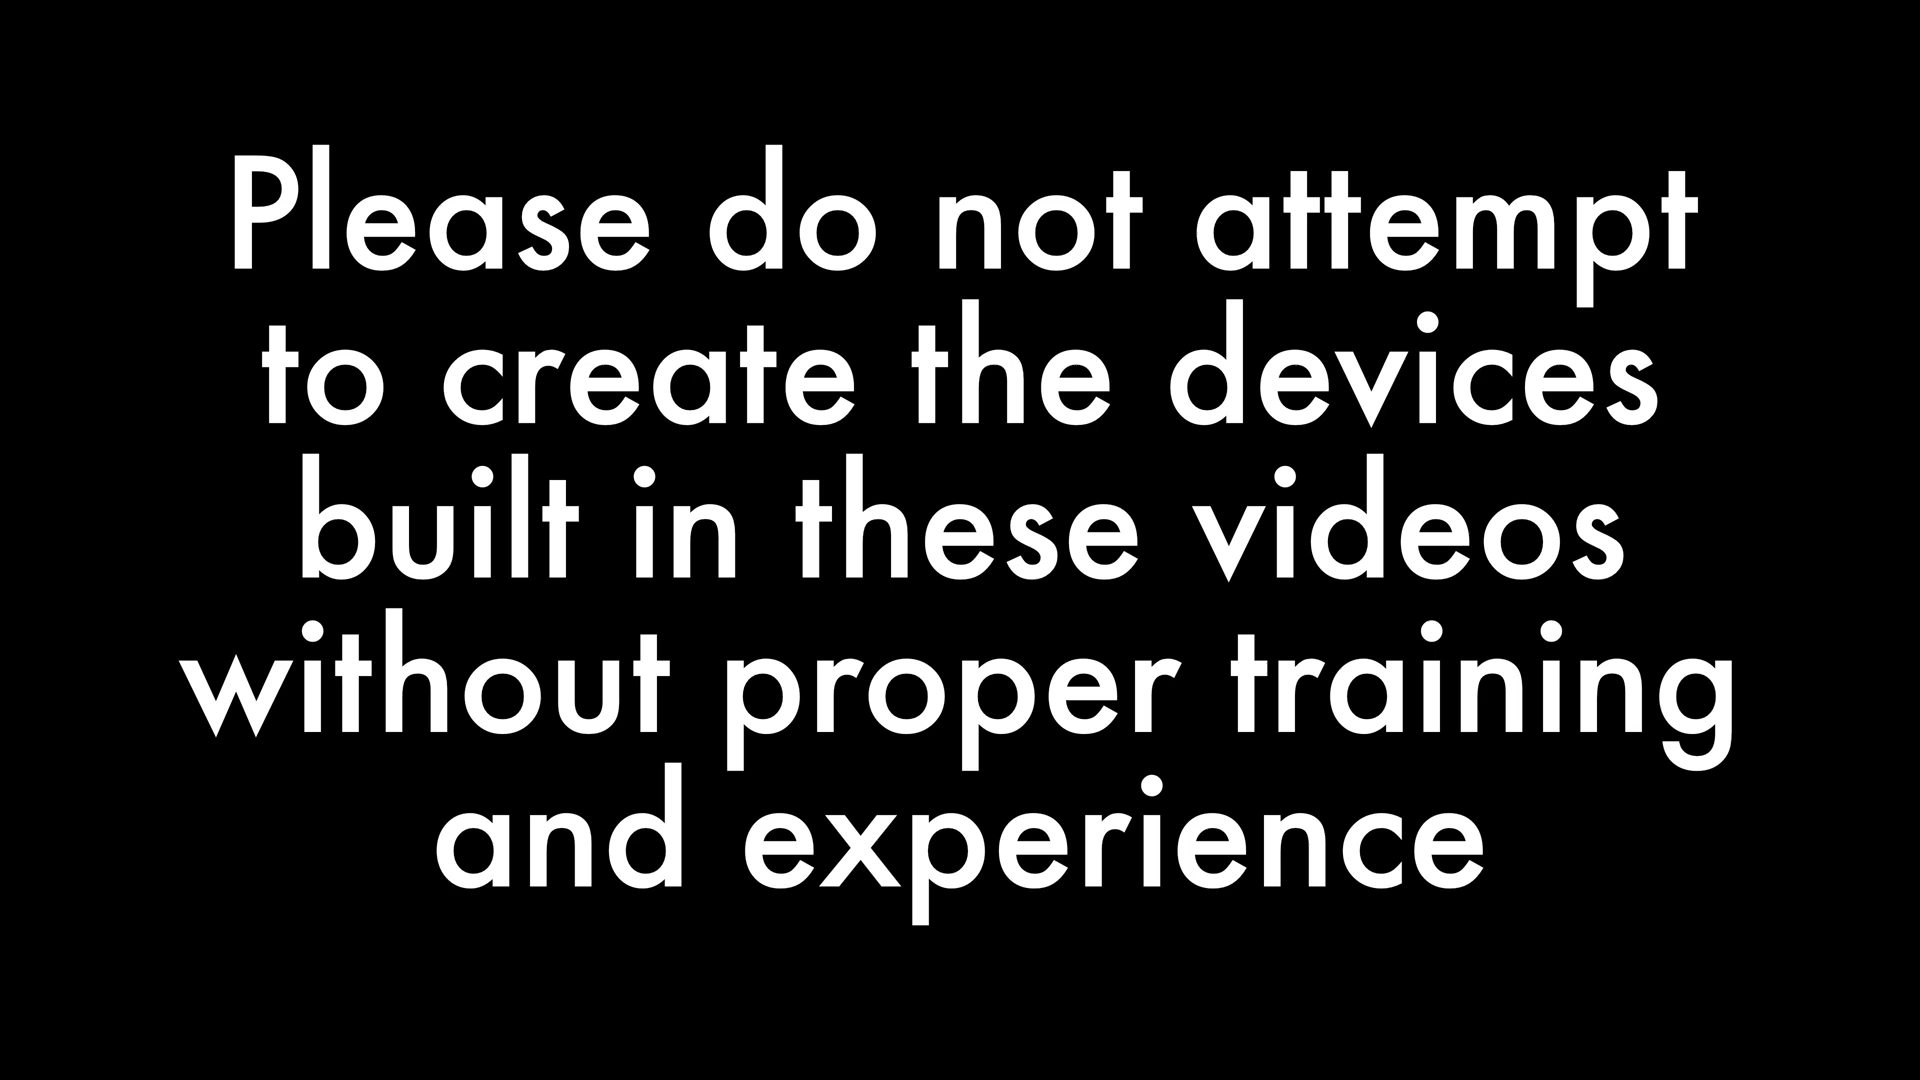 Please do not attempt
to create the devices
built in these videos
without proper training
and experience